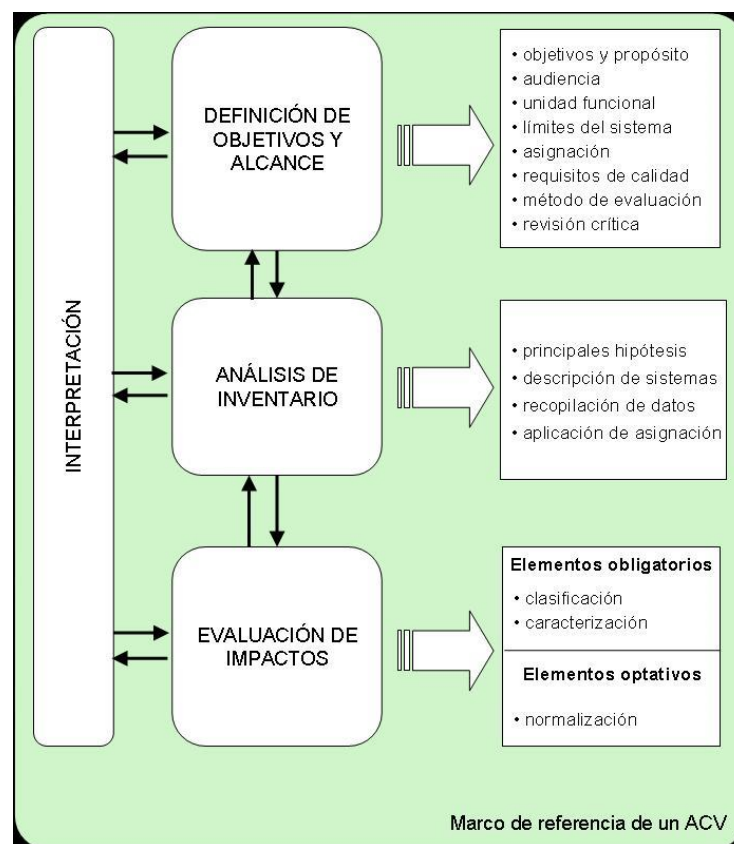 INTERPRETACIÓN
DEFINICIÓN DE
OBJETIVOS Y
ALCANCE
• objetivos y propósito
• audiencia
• unidad funcional
• límites del sistema
• asignación
• requisitos de calidad
• método de evaluación
• revisión crítica
ANÁLISIS DE
INVENTARIO
• principales hipótesis
• descripción de sistemas
• recopilación de datos
• aplicación de asignación
EVALUACIÓN DE
IMPACTOS
Elementos obligatorios
• clasificación
• caracterización
Elementos optativos
• normalización
Marco de referencia de un ACV